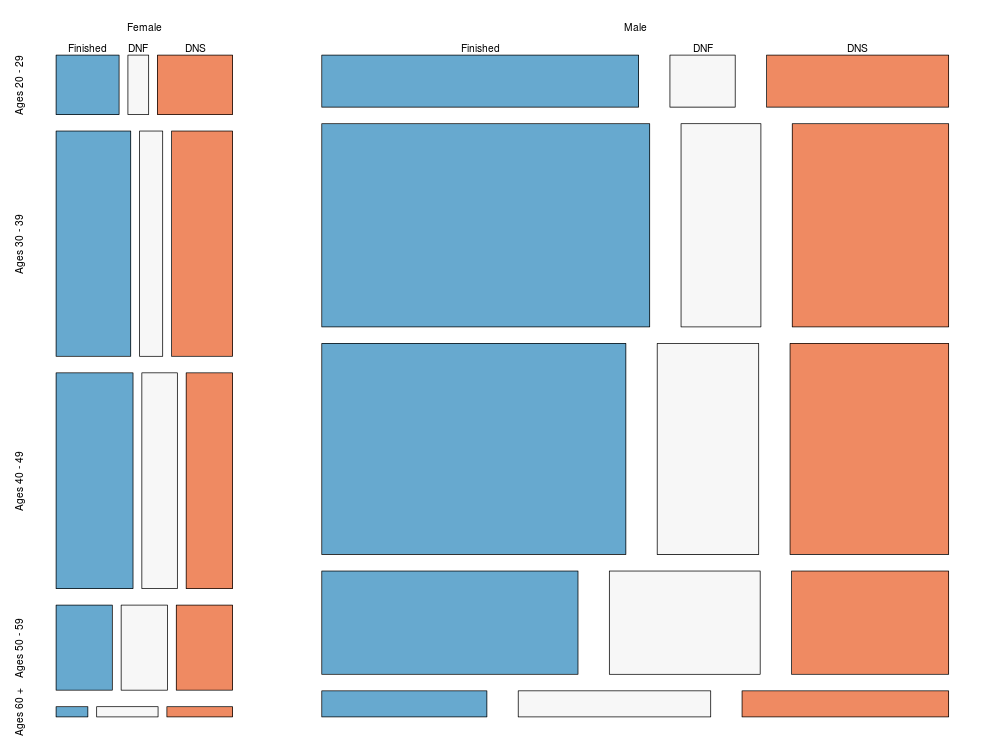 Female
Male
Finished
DNF
DNS
Finished
DNF
DNS
Ages 20 - 29
Ages 30 - 39
Ages 40 - 49
Ages 50 - 59
Ages 60 +